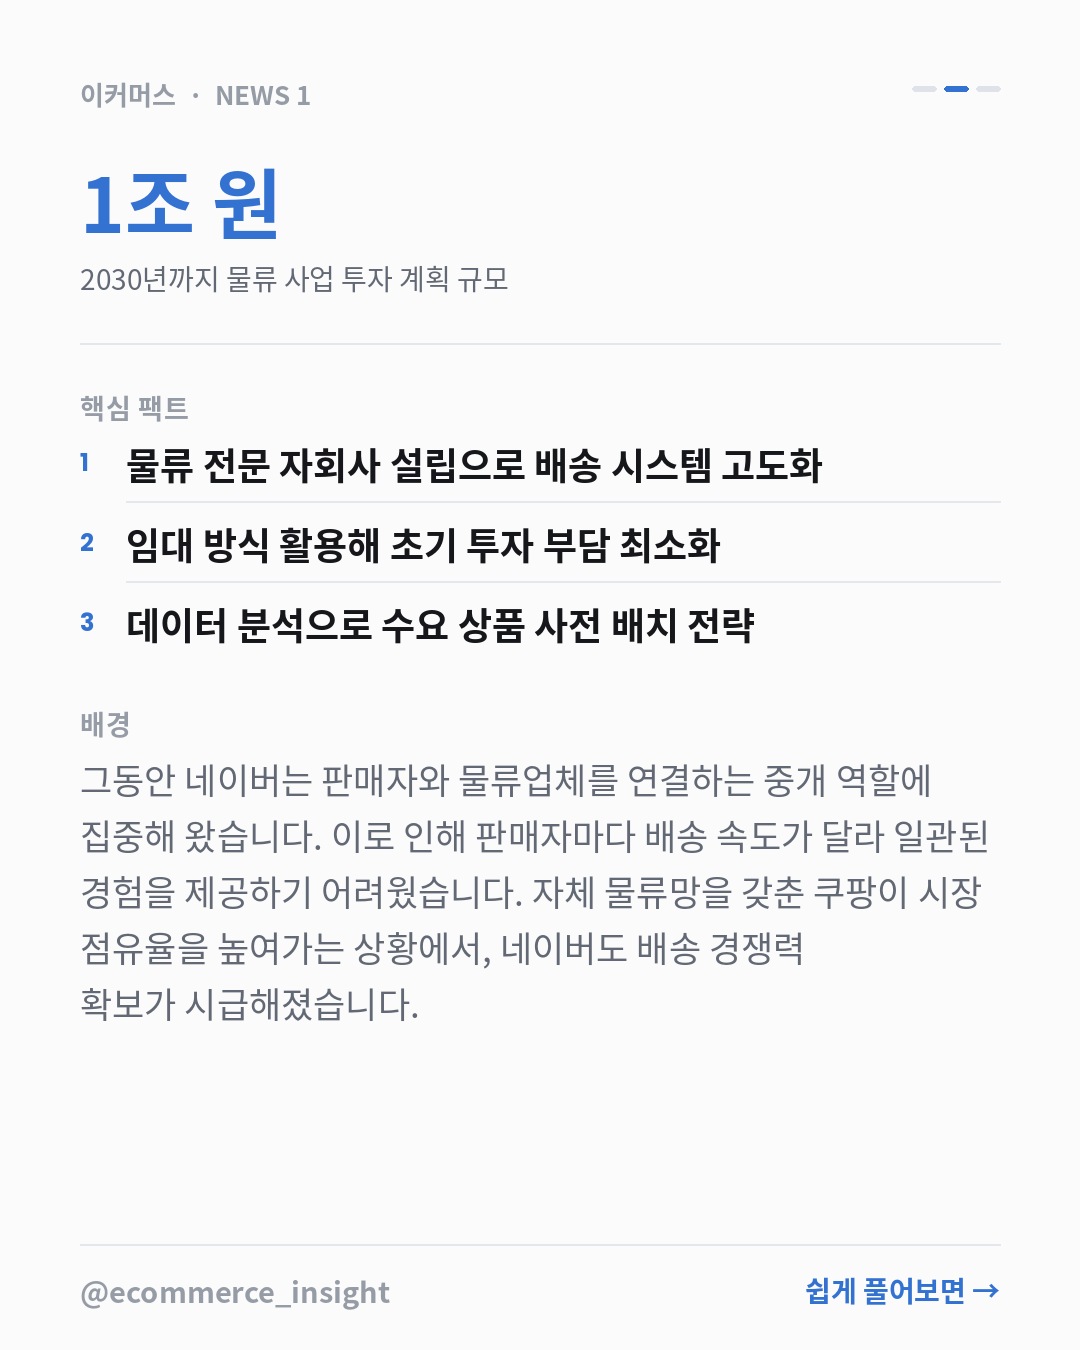 이커머스 · NEWS 1
1조 원
2030년까지 물류 사업 투자 계획 규모
핵심 팩트
1 물류 전문 자회사 설립으로 배송 시스템 고도화
2 임대 방식 활용해 초기 투자 부담 최소화
3 데이터 분석으로 수요 상품 사전 배치 전략
배경
그동안 네이버는 판매자와 물류업체를 연결하는 중개 역할에
집중해 왔습니다. 이로 인해 판매자마다 배송 속도가 달라 일관된
경험을 제공하기 어려웠습니다. 자체 물류망을 갖춘 쿠팡이 시장
점유율을 높여가는 상황에서, 네이버도 배송 경쟁력
확보가 시급해졌습니다.
@ecommerce_insight
쉽게 풀어보면 →